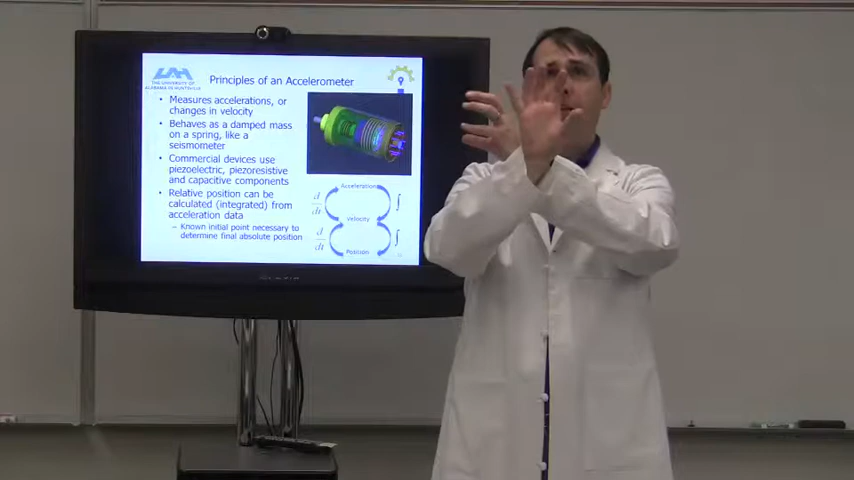 UAH
THE UNIVERSITY OF
ALABAMA IN HUNTSVILLE
Principles of an Accelerometer
• Measures accelerations, or
changes in velocity
• Behaves as a damped mass
on a spring, like a
seismometer
• Commercial devices use
piezoelectric, piezoresistive
and capacitive components
• Relative position can be
calculated (integrated) from
acceleration data
– Known initial point necessary to
determine final absolute position
Acceleration
d
dt
∫
Velocity
d
dt
∫
Position